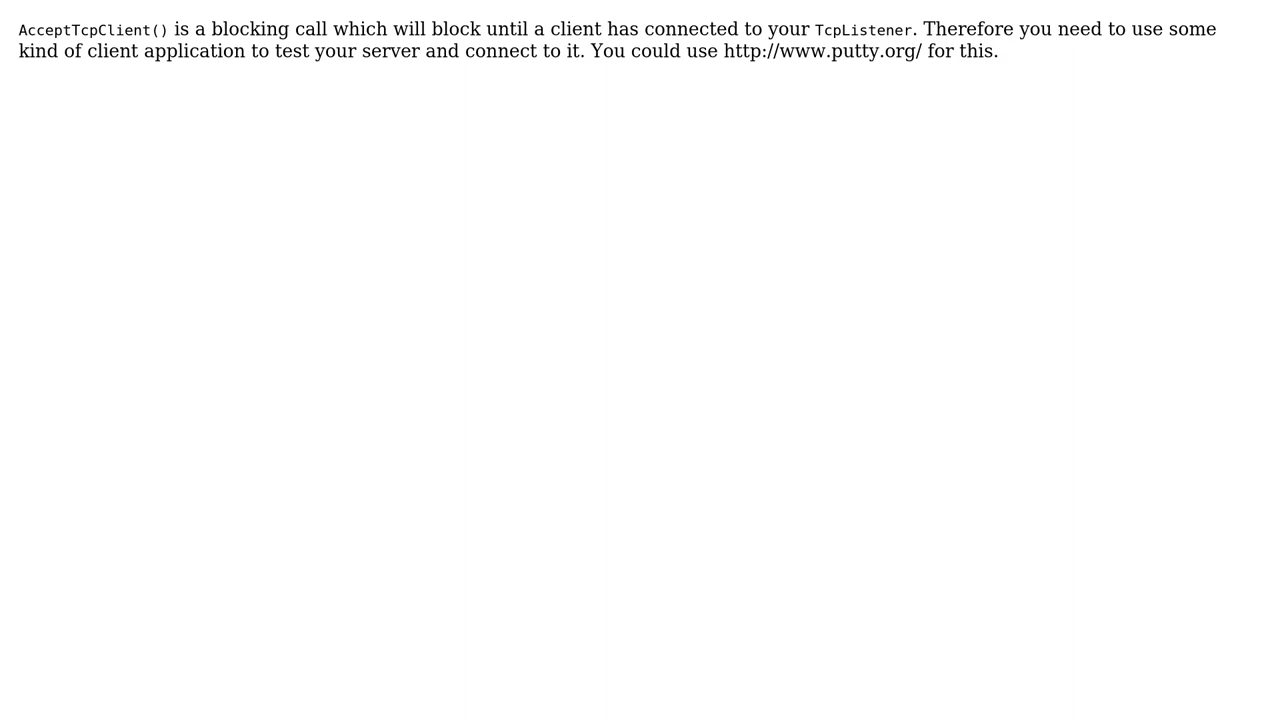 AcceptTcpClient() is a blocking call which will block until a client has connected to your TcpListener. Therefore you need to use some
kind of client application to test your server and connect to it. You could use http://www.putty.org/ for this.